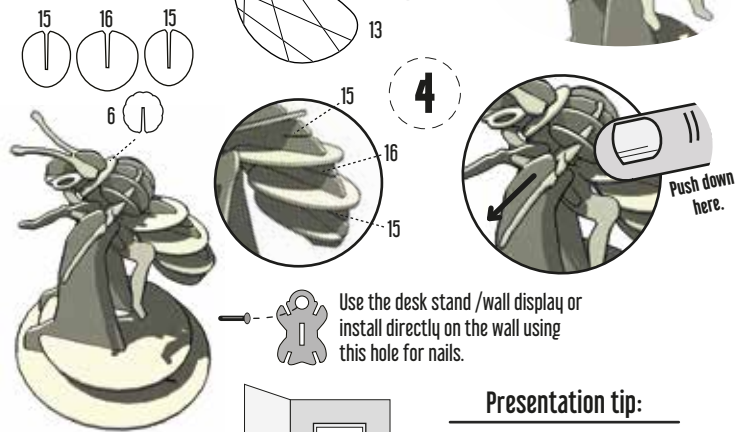 15
16
15
13
6
15
16
15
4
Push down
here.
Use the desk stand /wall display or
install directly on the wall using
this hole for nails.
Presentation tip: